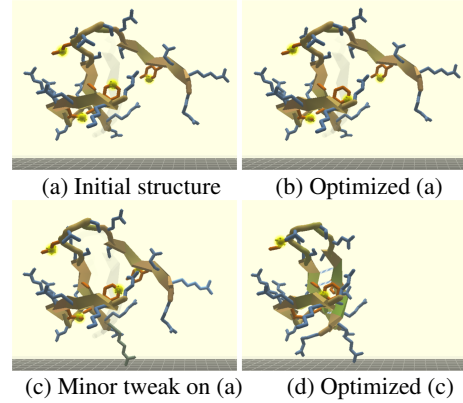 (a) Initial structure
(b) Optimized (a)
(c) Minor tweak on (a)
(d) Optimized (c)